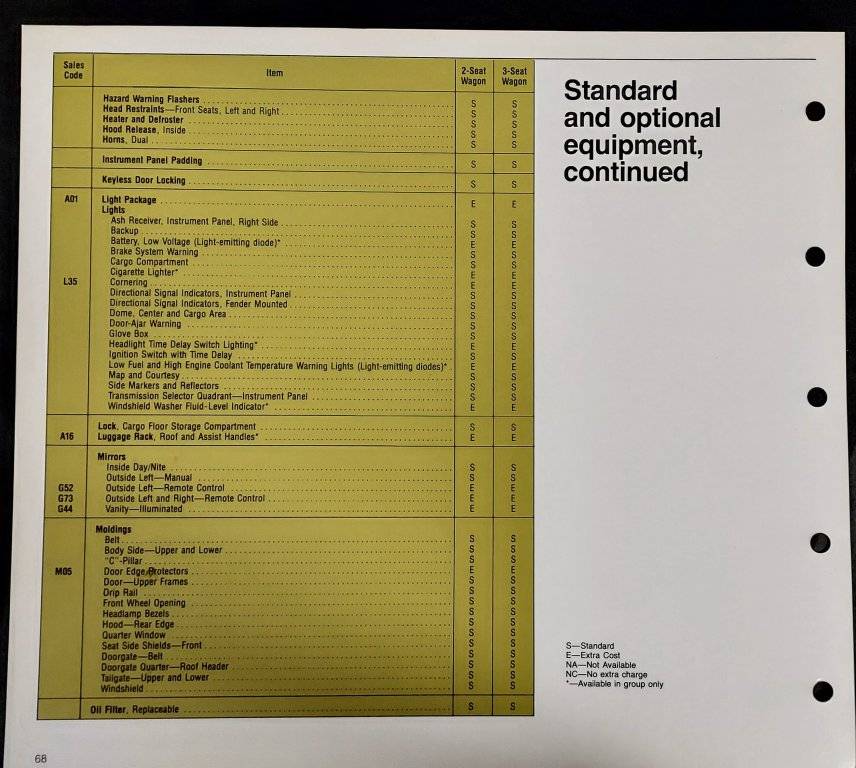 Sales Code Item 2-Seat Wagon 3-Seat Wagon
Hazard Warning Flashers S S
Head Restraints—Front Seats, Left and Right S S
Heater and Defroster S S
Hood Release, Inside S S
Horns, Dual S S
Instrument Panel Padding S S
Keyless Door Locking S S
A01 Light Package E E
Lights
Ash Receiver, Instrument Panel, Right Side S S
Backup S S
Battery, Low Voltage (Light-emitting diode)* E E
Brake System Warning S S
Cargo Compartment S S
Cigarette Lighter* E E
L35 Cornering E E
Directional Signal Indicators, Instrument Panel S S
Directional Signal Indicators, Fender Mounted S S
Dome, Center and Cargo Area S S
Door-Ajar Warning S S
Glove Box S S
Headlight Time Delay Switch Lighting* E E
Ignition Switch with Time Delay S S
Low Fuel and High Engine Coolant Temperature Warning Lights (Light-emitting diodes)* E E
Map and Courtesy S S
Side Markers and Reflectors S S
Transmission Selector Quadrant—Instrument Panel S S
Windshield Washer Fluid-Level Indicator* E E
Lock, Cargo Floor Storage Compartment S S
A16 Luggage Rack, Roof and Assist Handles* E E
Mirrors
Inside Day/Nite S S
Outside Left—Manual S S
G52 Outside Left—Remote Control E E
G73 Outside Left and Right—Remote Control E E
G44 Vanity—Illuminated E E
Moldings
Belt S S
Body Side—Upper and Lower S S
"C"-Pillar S S
M05 Door Edge Protectors E E
Door—Upper Frames S S
Drip Rail S S
Front Wheel Opening S S
Headlamp Bezels S S
Hood—Rear Edge S S
Quarter Window S S
Seat Side Shields—Front S S
Doorgate—Belt S S
Doorgate Quarter—Roof Header S S
Tailgate—Upper and Lower S S
Windshield S S
Oil Filter, Replaceable S S
Standard
and optional
equipment,
continued
S—Standard
E—Extra Cost
NA—Not Available
NC—No extra charge
*—Available in group only
68